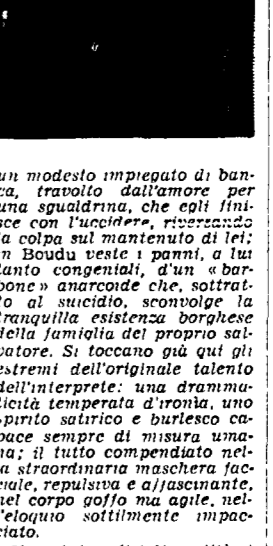 un modesto impiegato di ban-
ca, travolto dall'amore per
una sgualdrina, che egli fini-
sce con l'uccidere, riversando
la colpa sul mantenuto di lei;
in Boudu veste i panni, a lui
tanto congeniali, d'un «bar-
bone» anarcoide che, sottrat-
to al suicidio, sconvolge la
tranquilla esistenza borghese
della famiglia del proprio sal-
vatore. Si toccano già qui gli
estremi dell'originale talento
dell'interprete: una dramma-
ticità temperata d'ironia, uno
spirito satirico e burlesco ca-
pace sempre di misura uma-
na; il tutto compendiato nel-
la straordinaria maschera fac-
ciale, repulsiva e affascinante,
nel corpo goffo ma agile, nel-
l'eloquio sottilmente impac-
ciato.